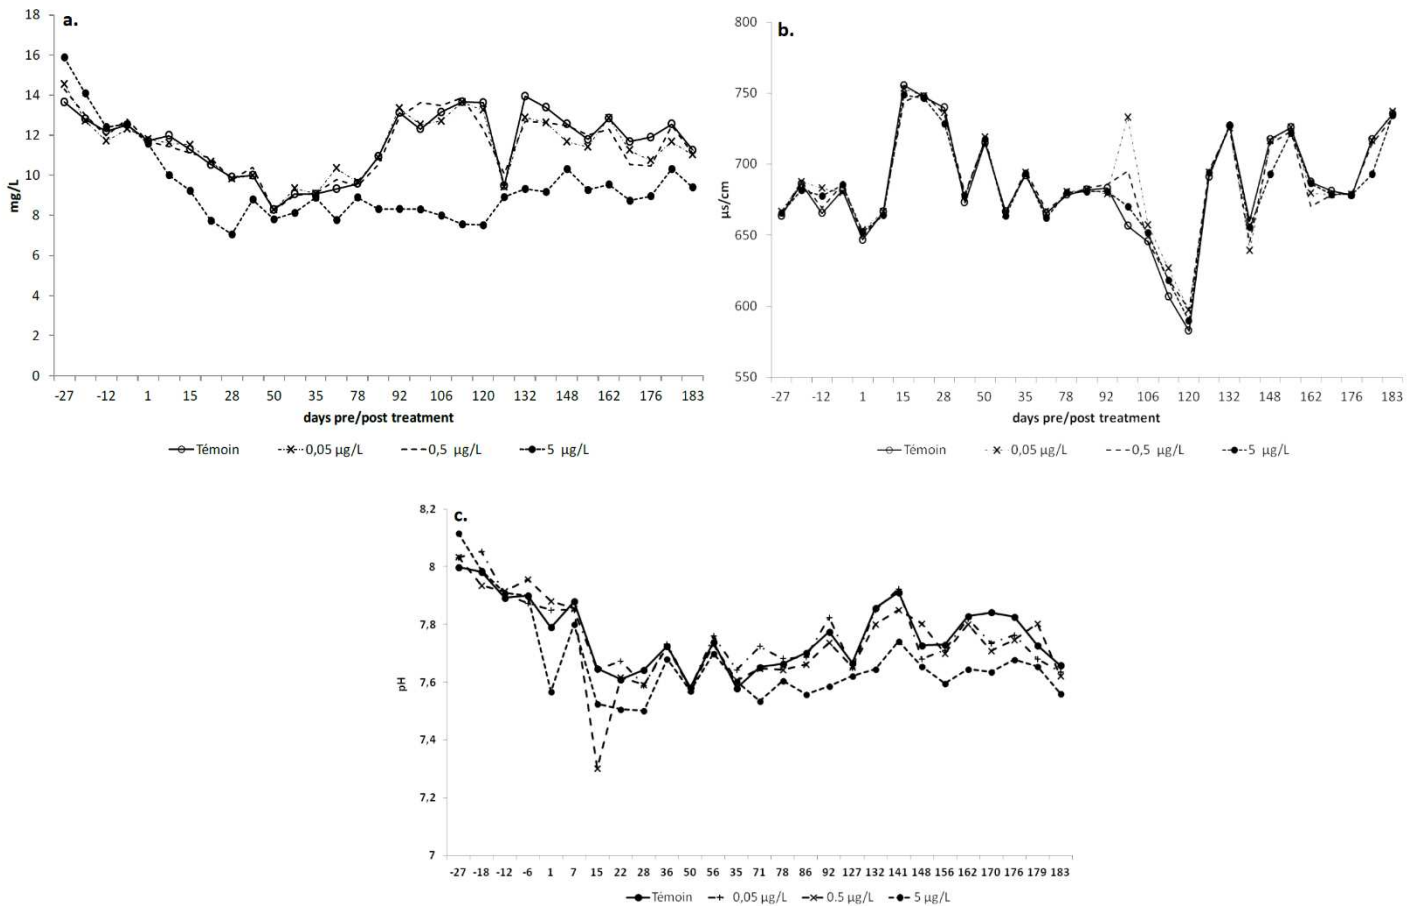 a.
18
16
14
12
10
8
6
4
2
0
mg/L
-27 -12 1 15 28 50 35 78 92 106 120 132 148 162 176 183
days pre/post treatment
Témoin 0,05 µg/L 0,5 µg/L 5 µg/L
b.
800
750
700
650
600
550
µs/cm
-27 -12 1 15 28 50 35 78 92 106 120 132 148 162 176 183
days pre/post treatment
Témoin 0,05 µg/L 0,5 µg/L 5 µg/L
c.
8,2
8
7,8
7,6
7,4
7,2
7
pH
-27 -18 -12 -6 1 7 15 22 28 36 50 56 35 71 78 86 92 127 132 141 148 156 162 170 176 179 183
Témoin 0,05 µg/L 0.5 µg/L 5 µg/L